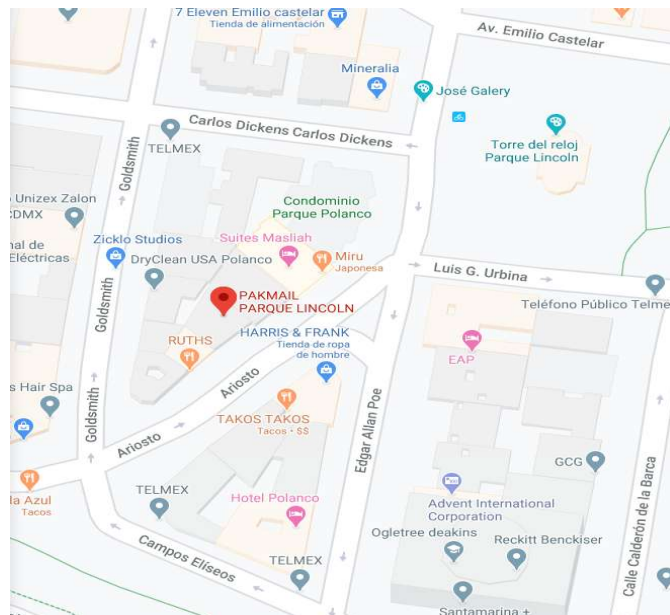 7 Eleven Emilio castelar
Tienda de alimentación
Av. Emilio Castelar
Mineralia
José Galery
Carlos Dickens Carlos Dickens
TELMEX
Torre del reloj
Parque Lincoln
Goldsmith
Condominio
Parque Polanco
Unizex Zalon
CDMX
Suites Masliah
Zicklo Studios
Eléctricas
DryClean USA Polanco
Miru
Japonesa
Luis G. Urbina
PAKMAIL
PARQUE LINCOLN
Teléfono Público Telme
Goldsmith
HARRIS & FRANK
Tienda de ropa
de hombre
RUTHS
EAP
Ariosto
s Hair Spa
TAKOS TAKOS
Tacos • $$
Edgar Allan Poe
Goldsmith
Ariosto
GCG
la Azul
Tacos
TELMEX
Hotel Polanco
Advent International
Corporation
Calle Calderón de la Barca
Ogletree deakins
Reckitt Benckiser
Campos Elíseos
TELMEX
Santamarina +